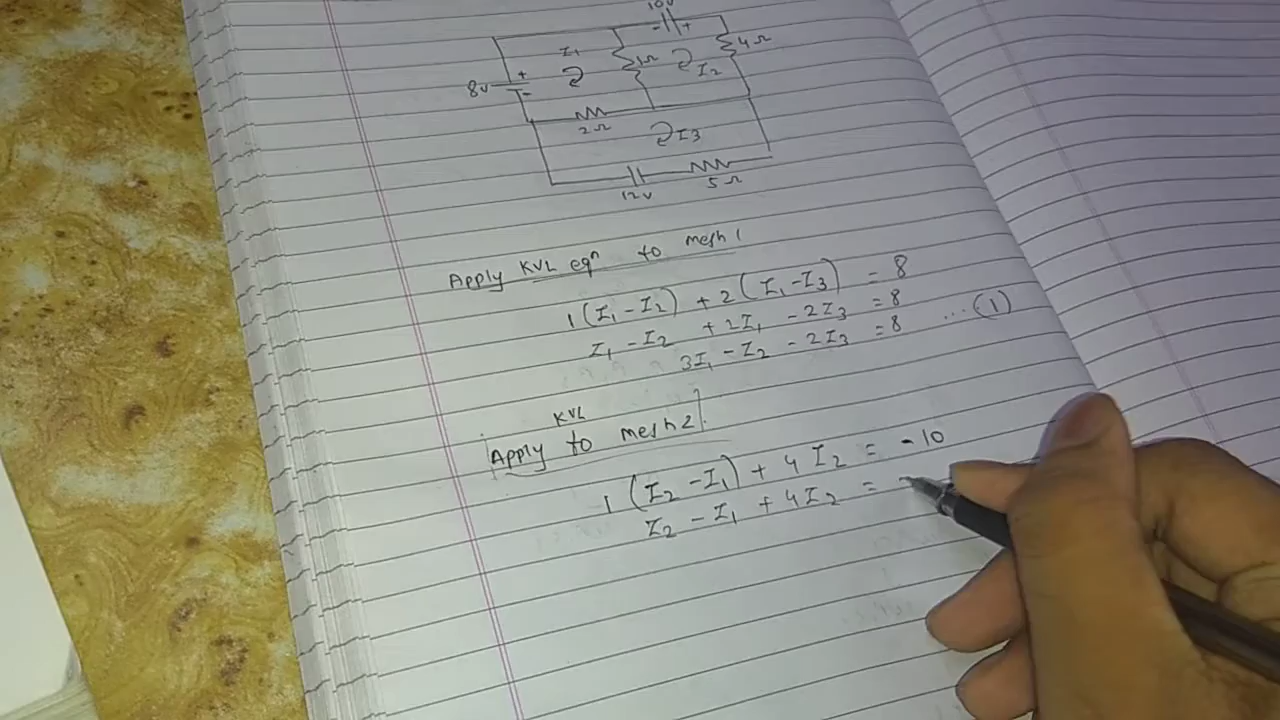 10v
- +
I1
1Ω
I2
4Ω
8v
+
-
2Ω
I3
12v
5Ω
Apply KVL eqn to mesh 1
1(I1 - I2) + 2(I1 - I3) = 8
I1 - I2 + 2I1 - 2I3 = 8
3I1 - I2 - 2I3 = 8 ... (1)
KVL
Apply to mesh 2.
1(I2 - I1) + 4I2 = -10
I2 - I1 + 4I2 = -